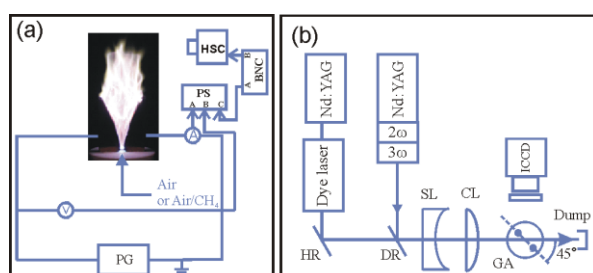 (a)
HSC
B
A
BNC
PS
A B C
A
Air
or Air/CH₄
V
PG
(b)
Nd: YAG
Nd: YAG
2ω
3ω
Dye laser
ICCD
SL
CL
Dump
45°
HR
DR
GA